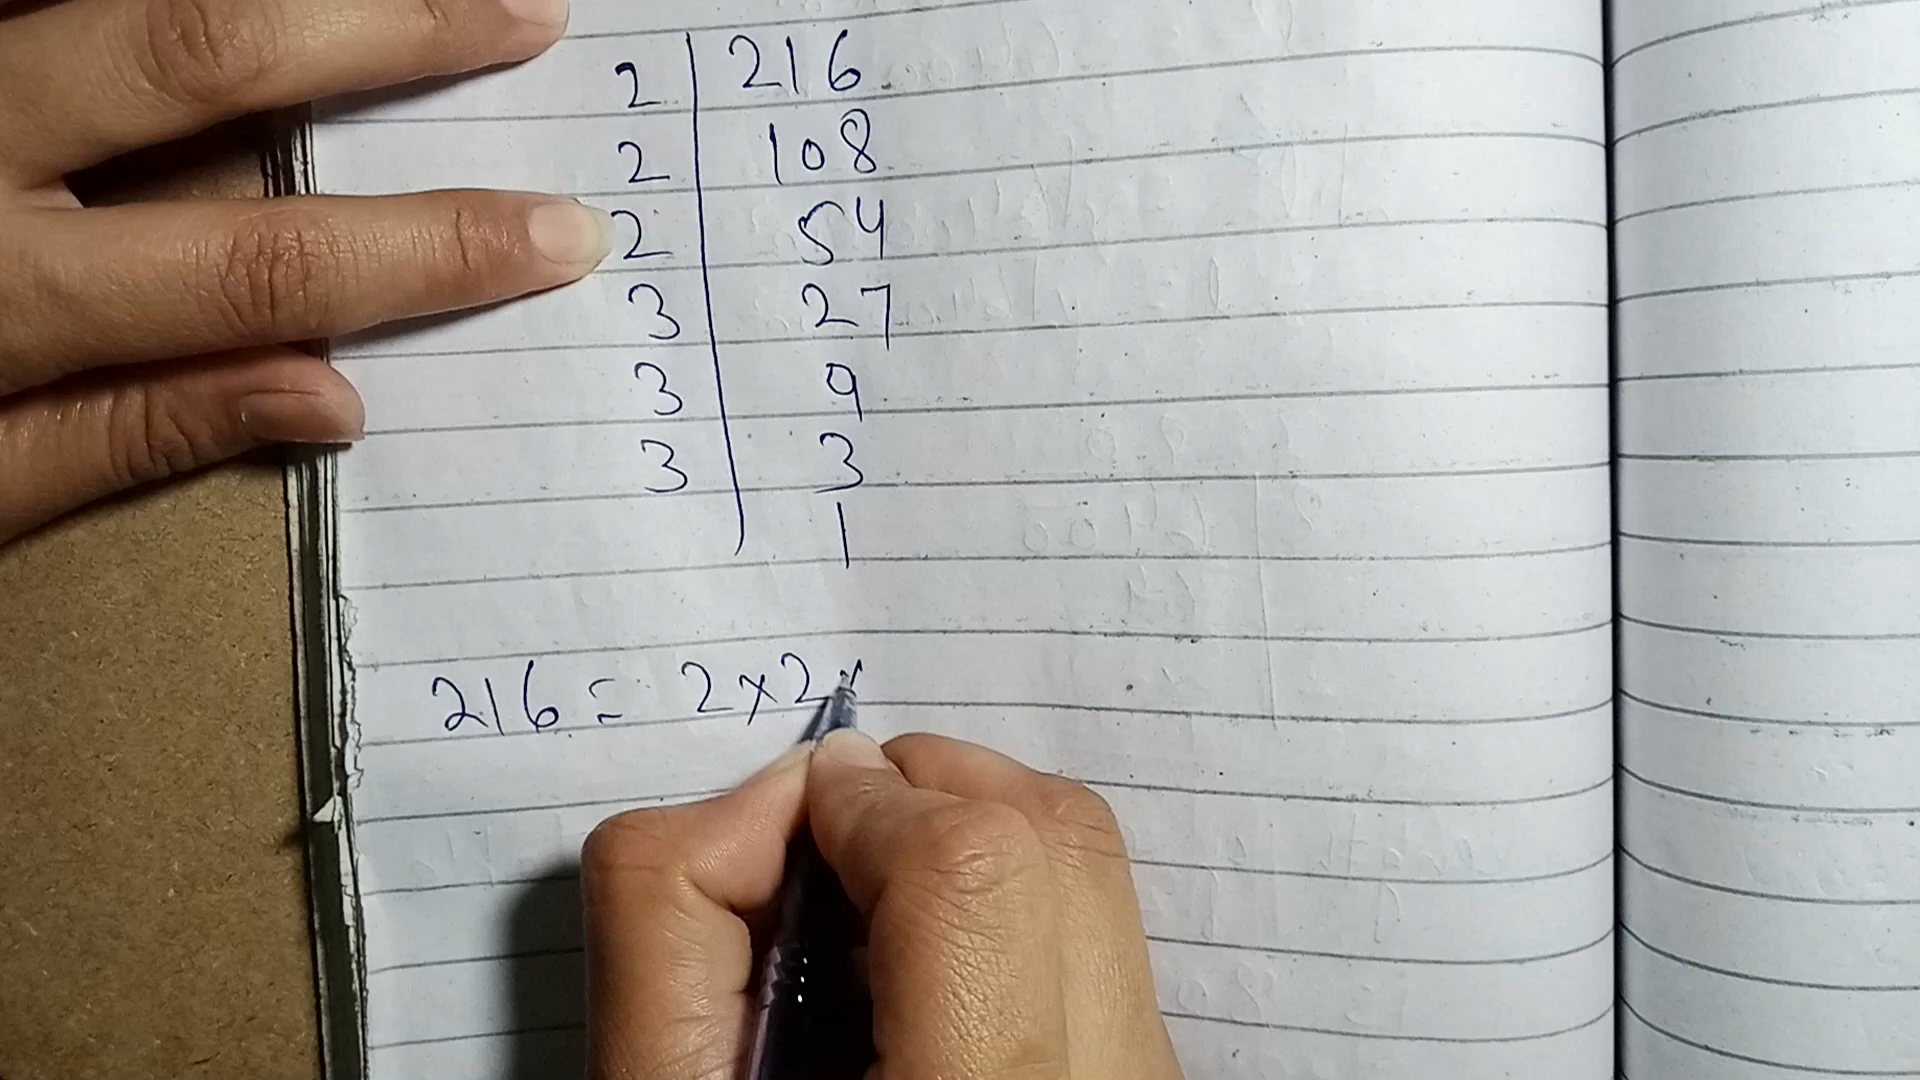 2 | 216
2 | 108
2 | 54
3 | 27
3 | 9
3 | 3
| 1
216 = 2 × 2 ×